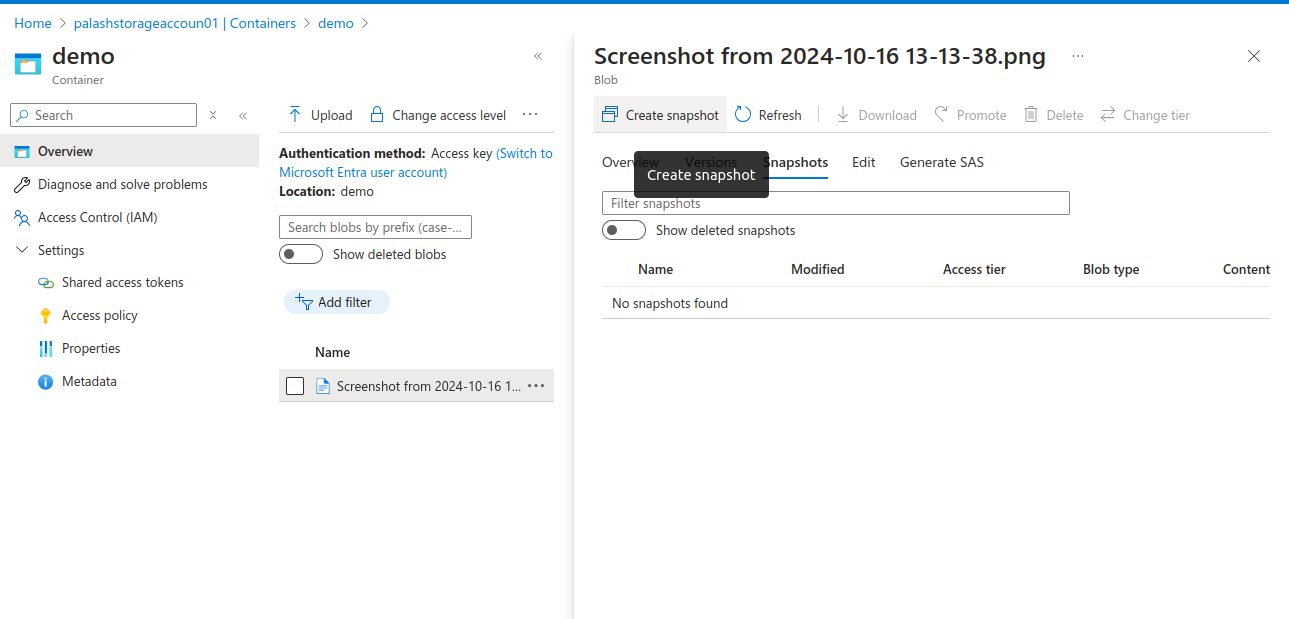 Home > palashstorageaccoun01 | Containers > demo >
demo
Container
Search
Overview
Diagnose and solve problems
Access Control (IAM)
Settings
Shared access tokens
Access policy
Properties
Metadata
Upload Change access level ...
Authentication method: Access key (Switch to
Microsoft Entra user account)
Location: demo
Search blobs by prefix (case-...
Show deleted blobs
Add filter
Name
Screenshot from 2024-10-16 1... ...
Screenshot from 2024-10-16 13-13-38.png ...
Blob
Create snapshot Refresh Download Promote Delete Change tier
Overview Versions Snapshots Edit Generate SAS
Create snapshot
Filter snapshots
Show deleted snapshots
Name Modified Access tier Blob type Content
No snapshots found